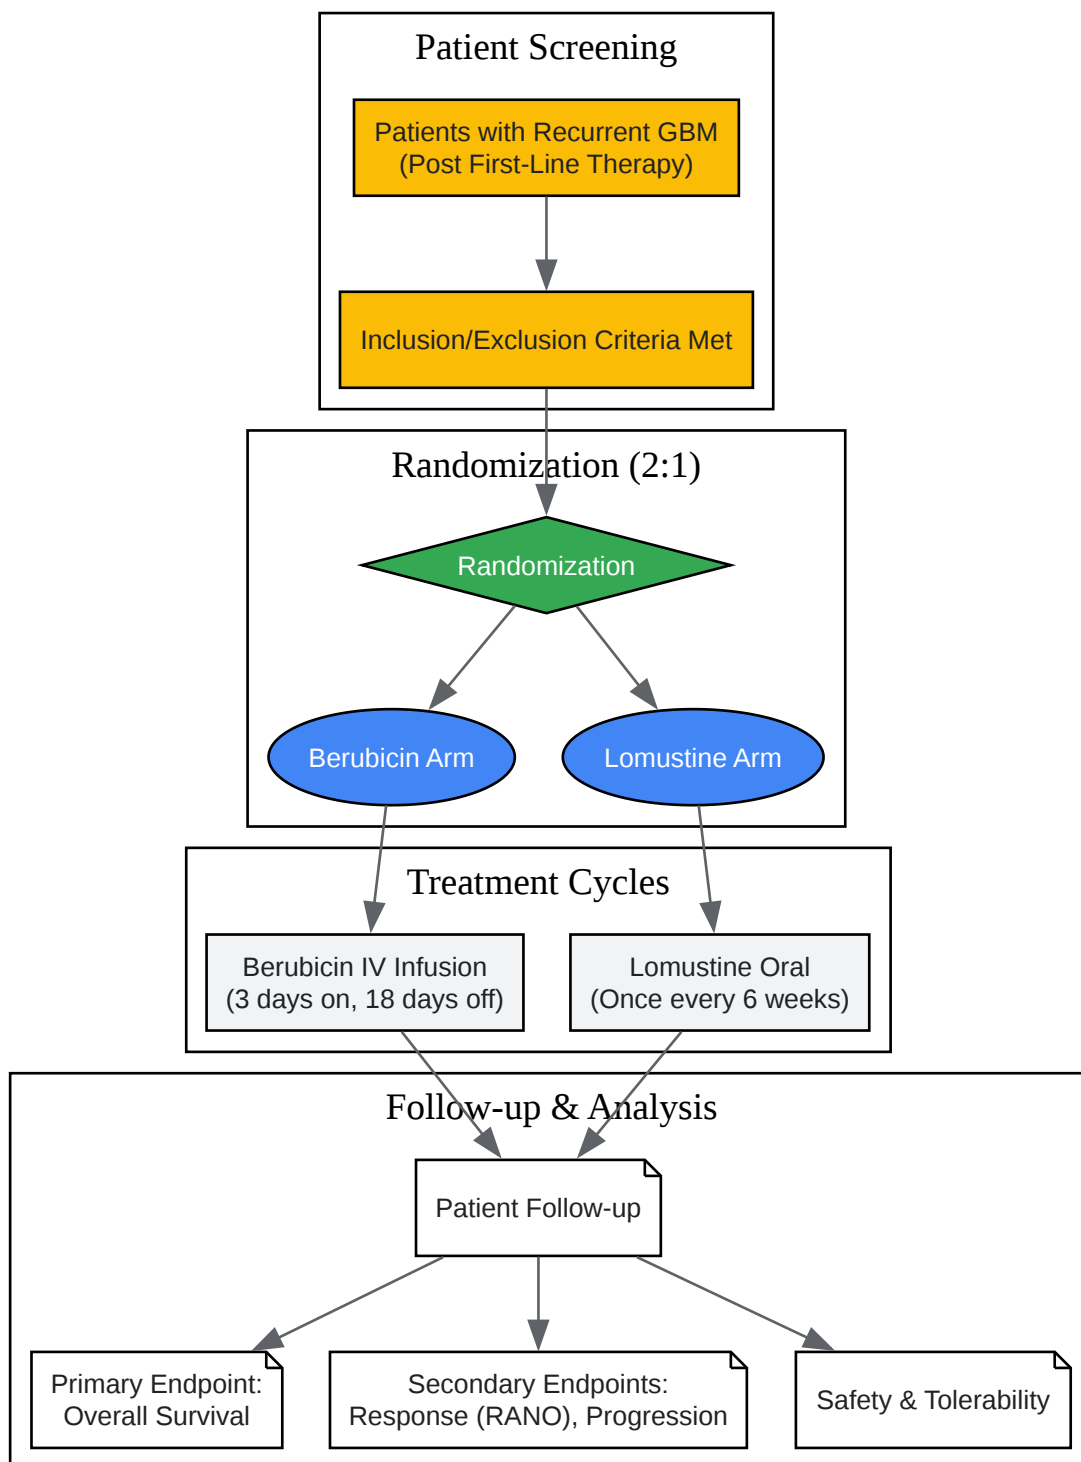 Patient Screening
Patients with Recurrent GBM
(Post First-Line Therapy)
Inclusion/Exclusion Criteria Met
Randomization (2:1)
Randomization
Berubicin Arm
Lomustine Arm
Treatment Cycles
Berubicin IV Infusion
(3 days on, 18 days off)
Lomustine Oral
(Once every 6 weeks)
Follow-up & Analysis
Patient Follow-up
Primary Endpoint:
Overall Survival
Secondary Endpoints:
Response (RANO), Progression
Safety & Tolerability